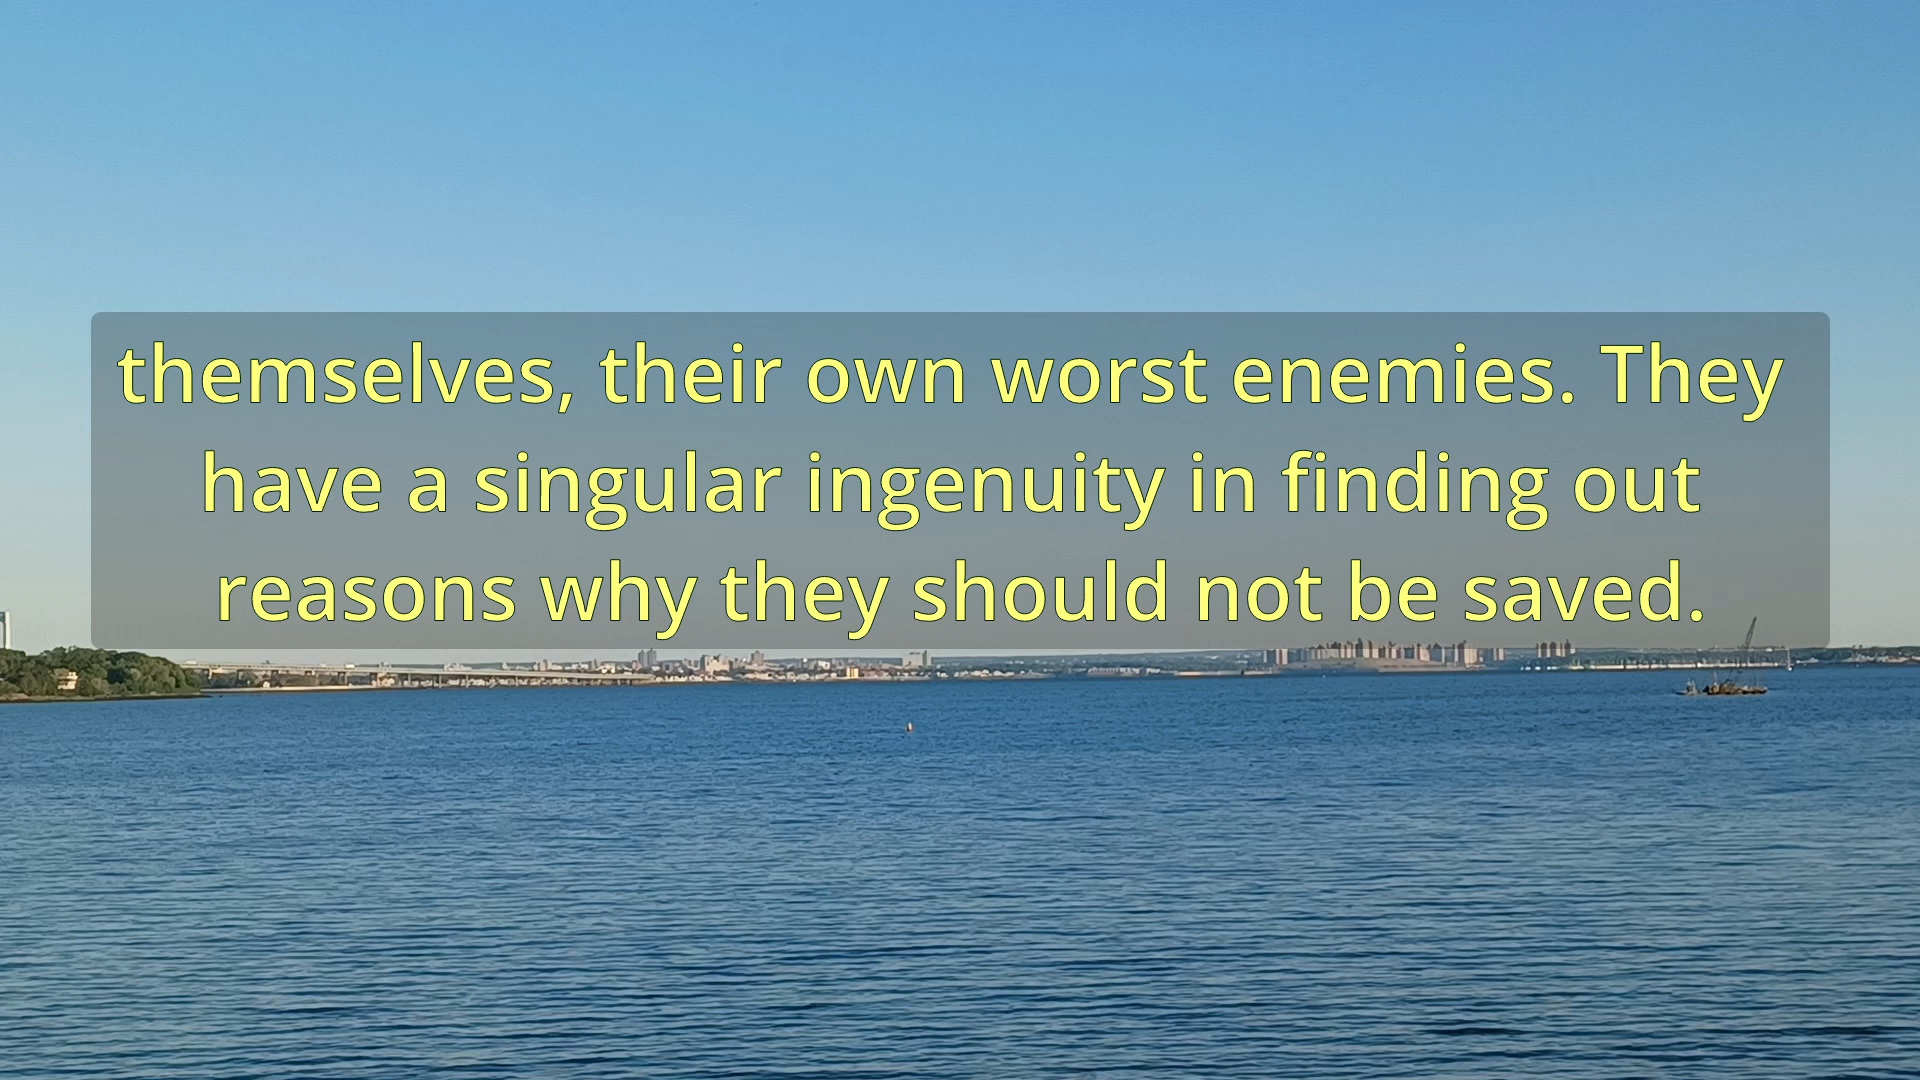 themselves, their own worst enemies. They
have a singular ingenuity in finding out
reasons why they should not be saved.